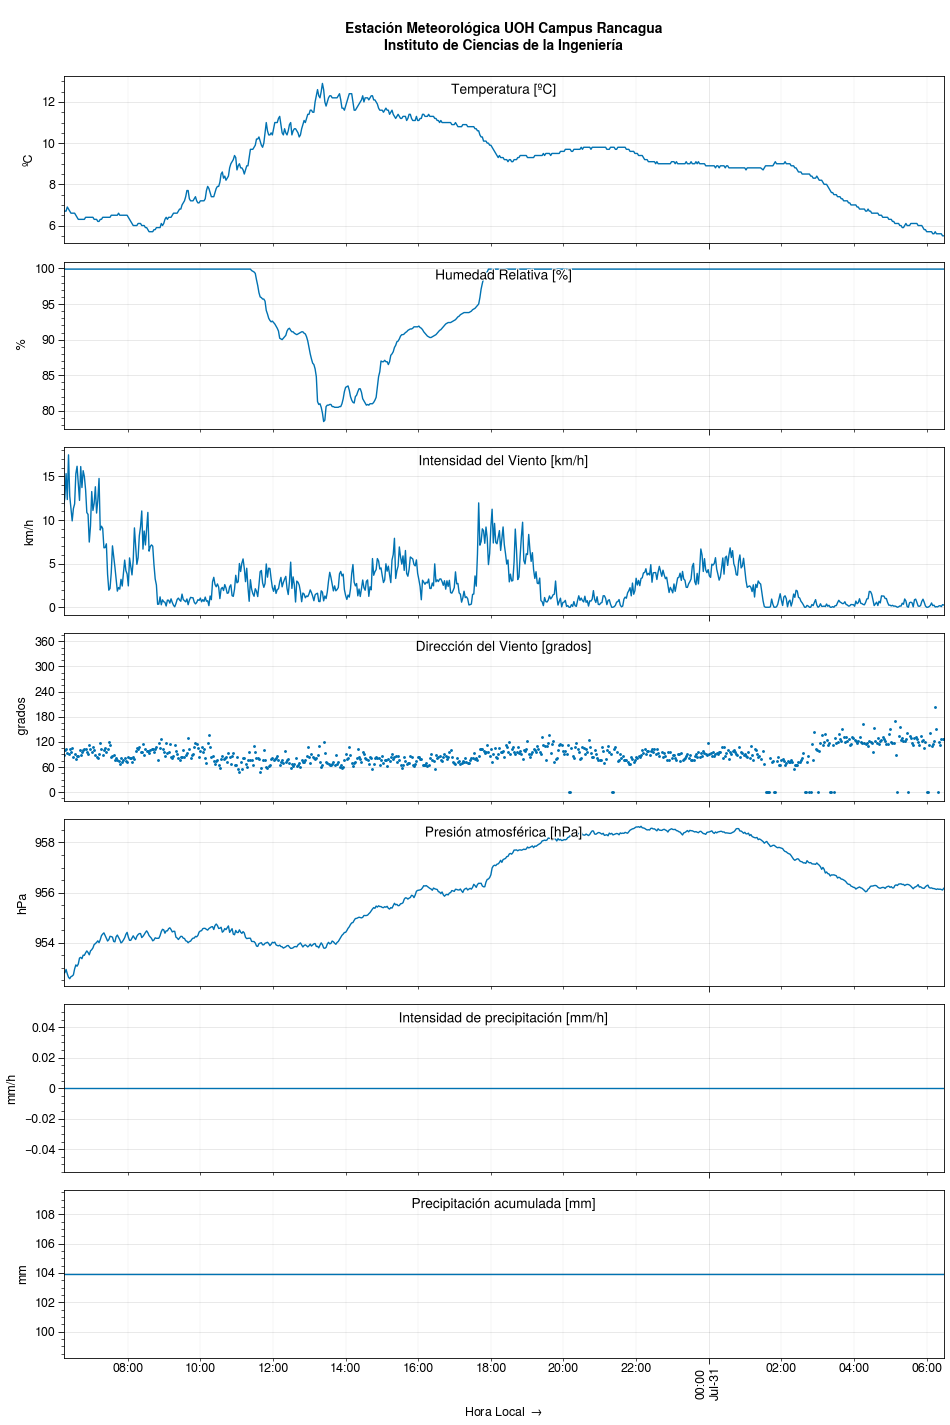 Estación Meteorológica UOH Campus Rancagua
Instituto de Ciencias de la Ingeniería
Temperatura [ºC]
12
10
8
6
ºC
Humedad Relativa [%]
100
95
90
85
80
%
Intensidad del Viento [km/h]
15
10
5
0
km/h
Dirección del Viento [grados]
360
300
240
180
120
60
0
grados
Presión atmosférica [hPa]
958
956
954
hPa
Intensidad de precipitación [mm/h]
0.04
0.02
0
−0.02
−0.04
mm/h
Precipitación acumulada [mm]
108
106
104
102
100
mm
08:00
10:00
12:00
14:00
16:00
18:00
20:00
22:00
00:00
Jul-31
02:00
04:00
06:00
Hora Local →